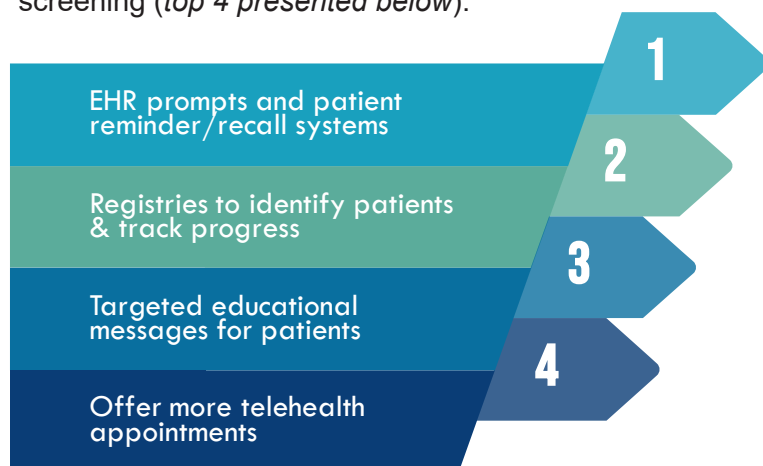 screening (top 4 presented below):
1
EHR prompts and patient
reminder/recall systems
2
Registries to identify patients
& track progress
3
Targeted educational
messages for patients
4
Offer more telehealth
appointments